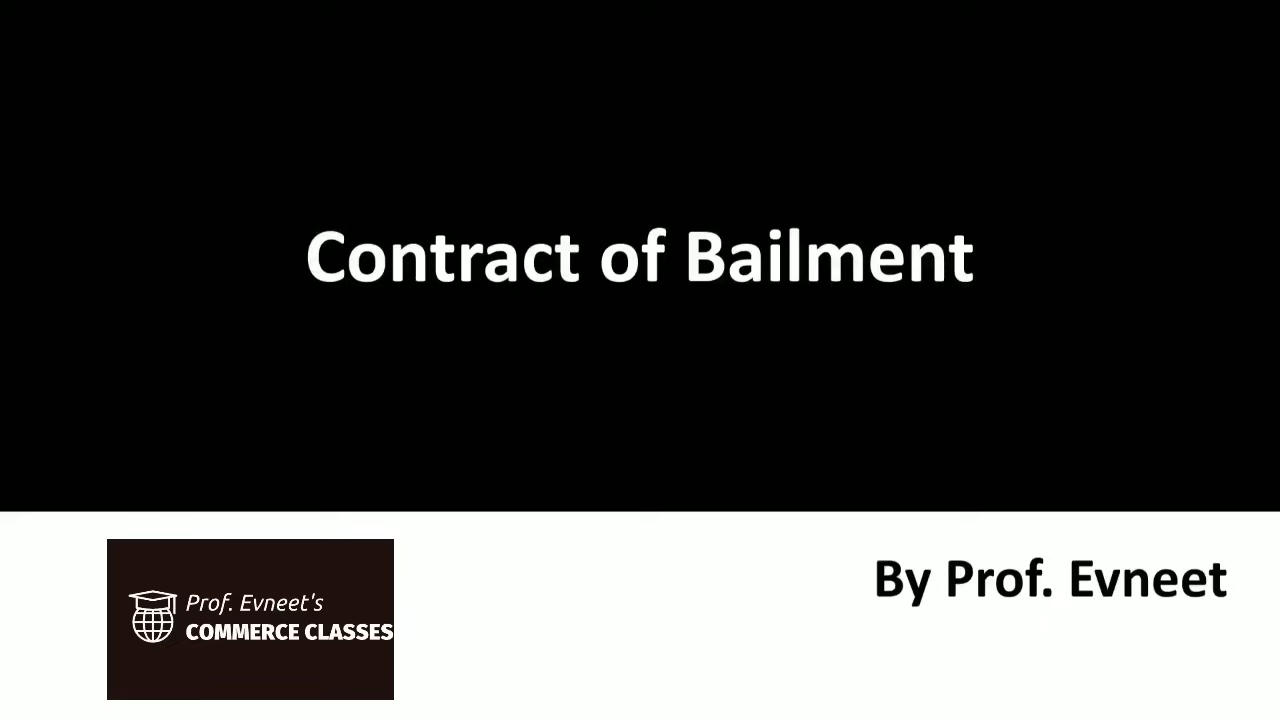 Contract of Bailment
By Prof. Evneet
Prof. Evneet's
COMMERCE CLASSES